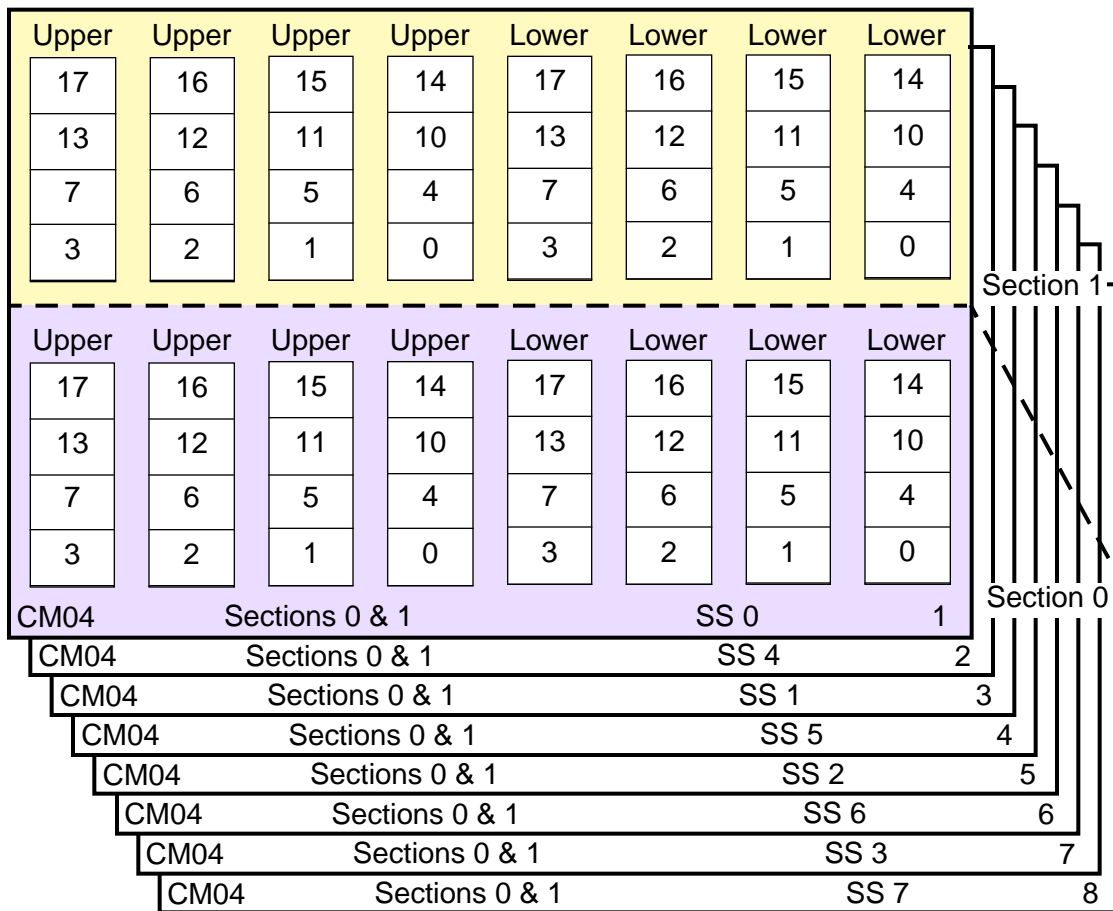 Upper Upper Upper Upper Lower Lower Lower Lower
17 16 15 14 17 16 15 14
13 12 11 10 13 12 11 10
7 6 5 4 7 6 5 4
3 2 1 0 3 2 1 0
Section 1
Upper Upper Upper Upper Lower Lower Lower Lower
17 16 15 14 17 16 15 14
13 12 11 10 13 12 11 10
7 6 5 4 7 6 5 4
3 2 1 0 3 2 1 0
Section 0
CM04 Sections 0 & 1 SS 0 1
CM04 Sections 0 & 1 SS 4 2
CM04 Sections 0 & 1 SS 1 3
CM04 Sections 0 & 1 SS 5 4
CM04 Sections 0 & 1 SS 2 5
CM04 Sections 0 & 1 SS 6 6
CM04 Sections 0 & 1 SS 3 7
CM04 Sections 0 & 1 SS 7 8